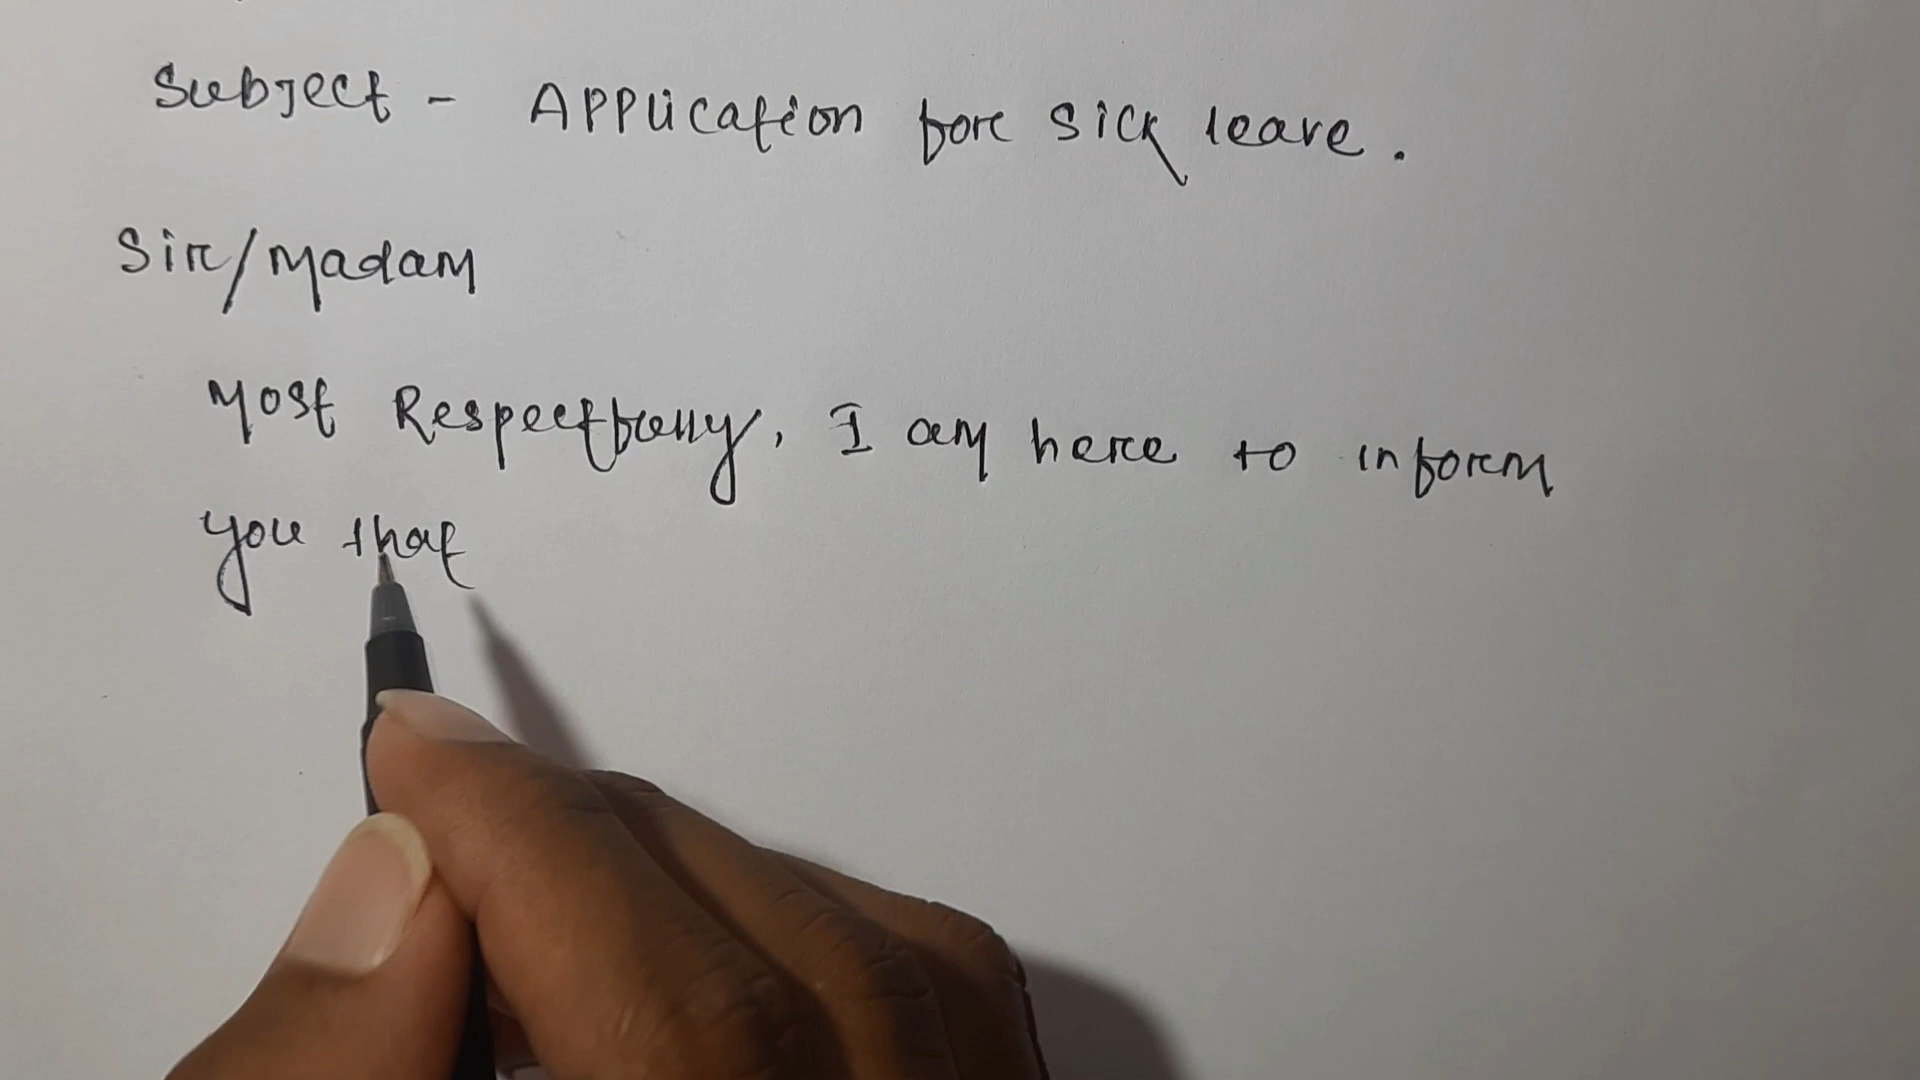 Subject - Application for sick leave.
Sir/Madam
Most Respectfully, I am here to inform
you that